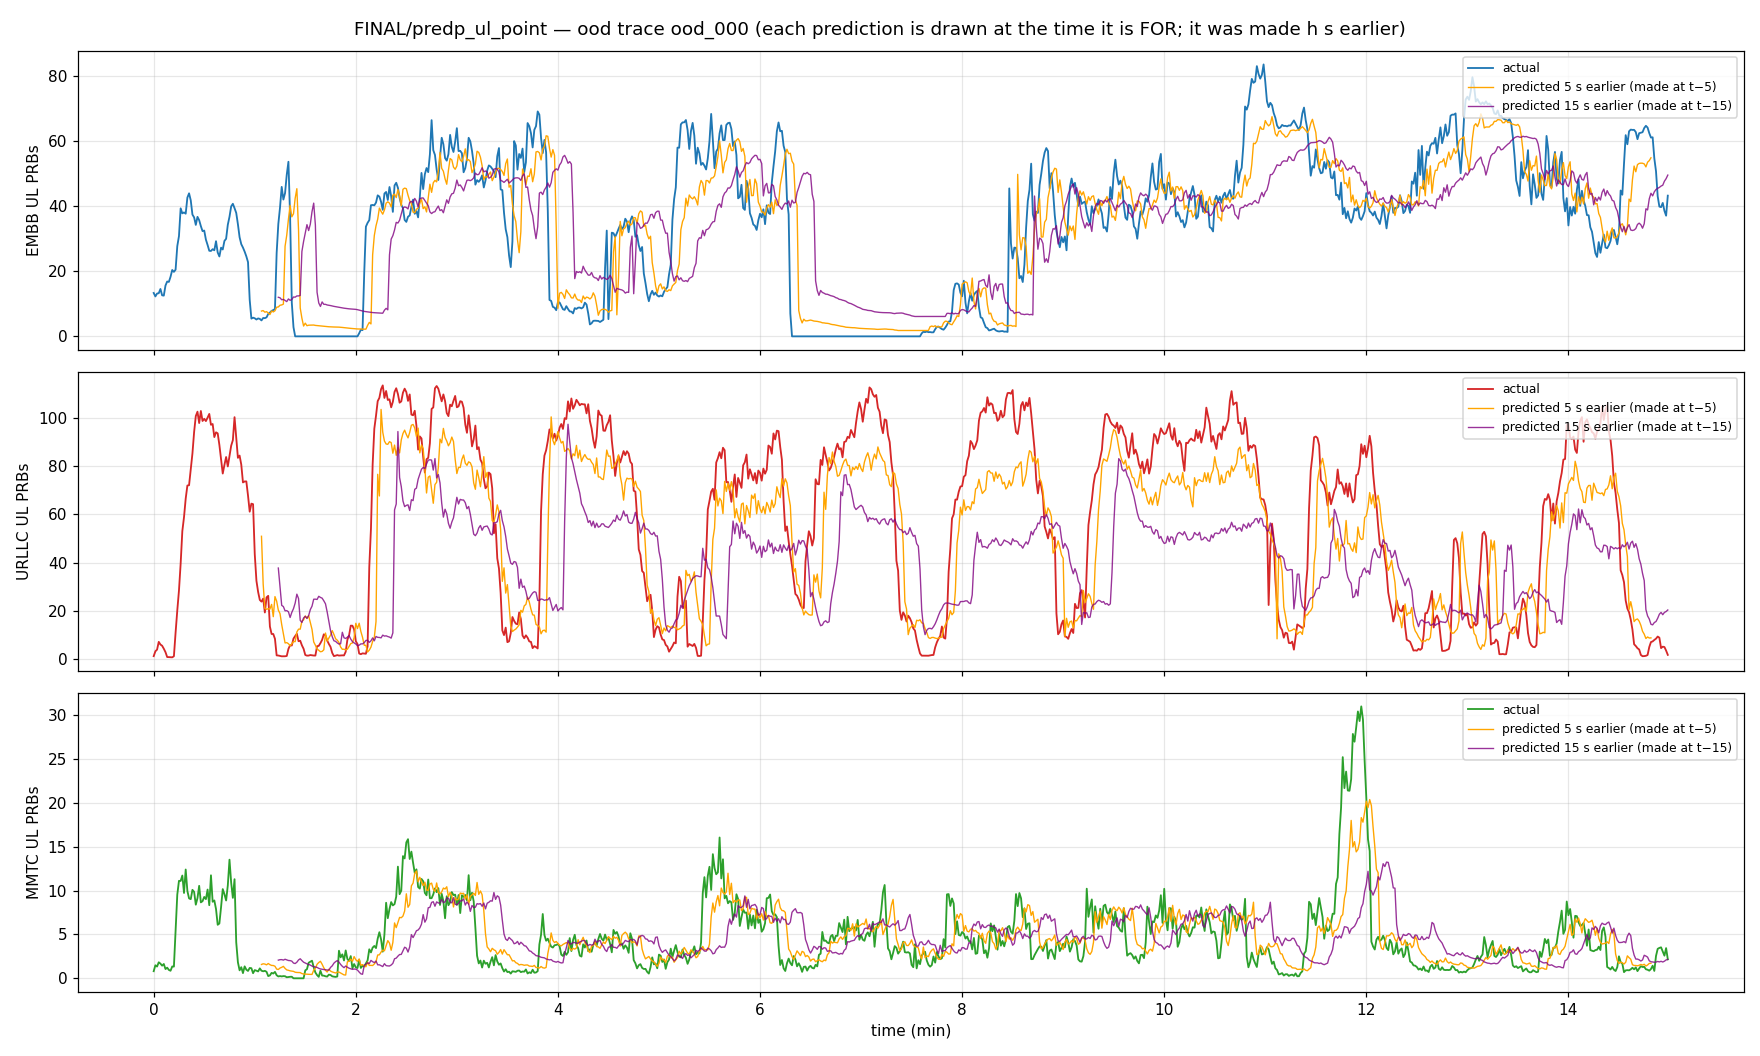 FINAL/predp_ul_point — ood trace ood_000 (each prediction is drawn at the time it is FOR; it was made h s earlier)
EMBB UL PRBs
80
60
40
20
0
actual
predicted 5 s earlier (made at t−5)
predicted 15 s earlier (made at t−15)
URLLC UL PRBs
100
80
60
40
20
0
actual
predicted 5 s earlier (made at t−5)
predicted 15 s earlier (made at t−15)
MMTC UL PRBs
30
25
20
15
10
5
0
actual
predicted 5 s earlier (made at t−5)
predicted 15 s earlier (made at t−15)
0 2 4 6 8 10 12 14
time (min)